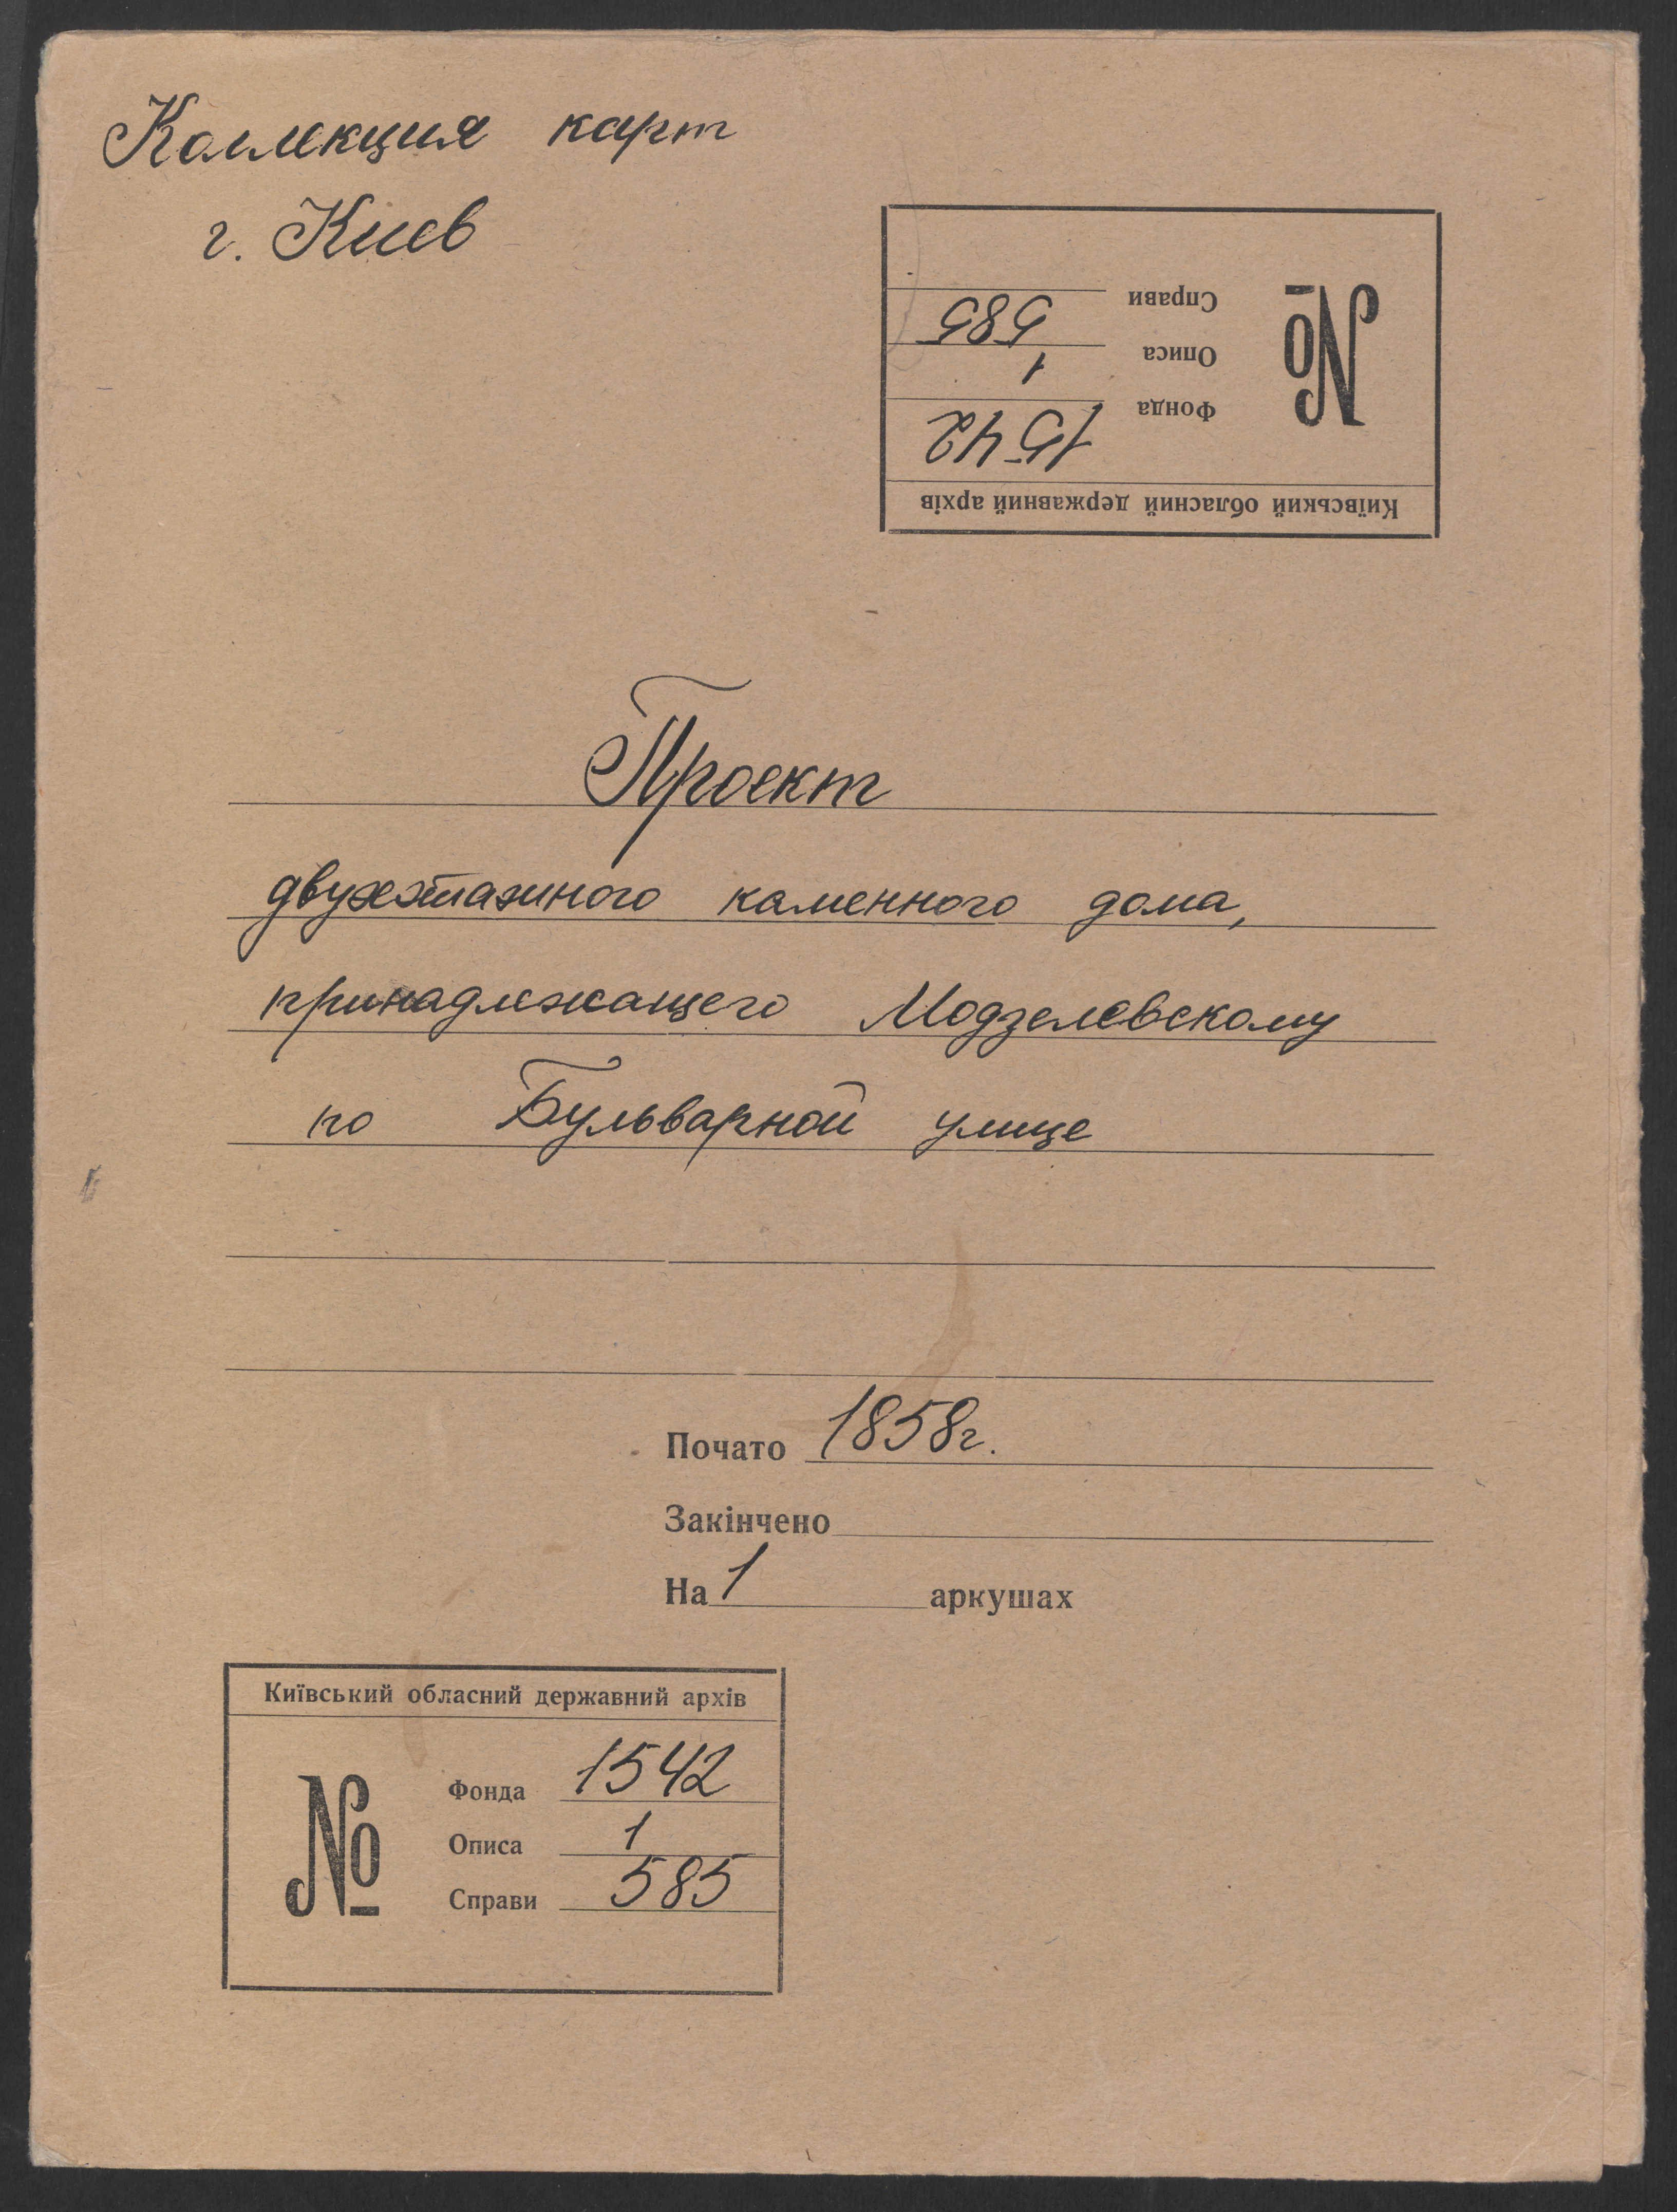 Коллекция карт
г. Киев
Київський обласний державний архів
№
Фонда 1542
Описа 1
Справи 585
Проект
двухэтажного каменного дома,
принадлежащего Модзелевскому
по Бульварной улице
Почато 1858г.
Закінчено
На 1 аркушах
Київський обласний державний архів
№
Фонда 1542
Описа 1
Справи 585